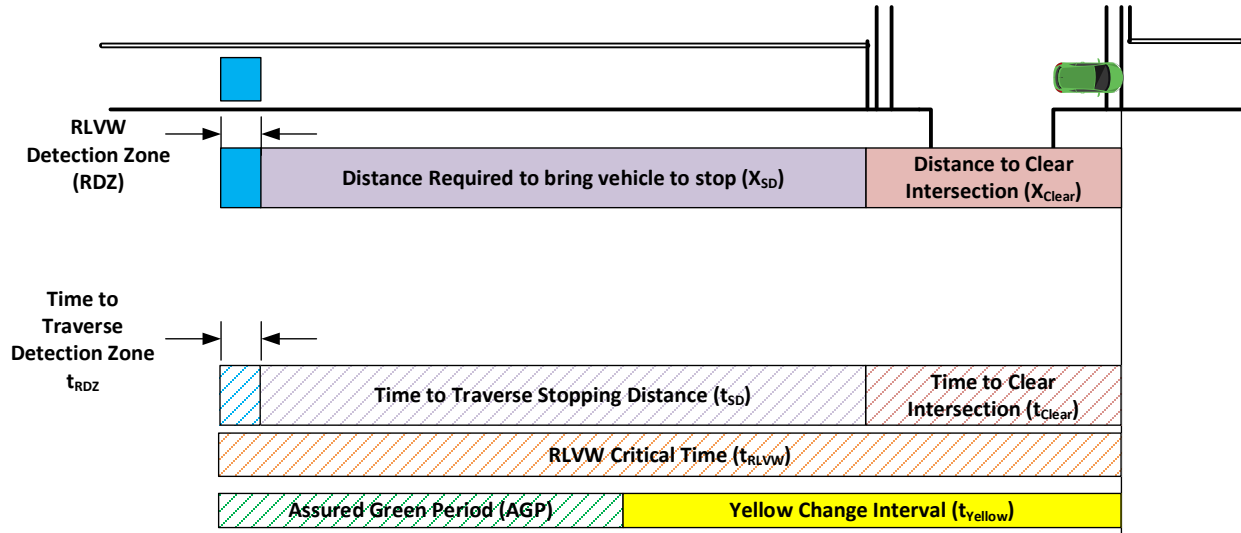 RLVW
Detection Zone
(RDZ)
Distance Required to bring vehicle to stop (XSD)
Distance to Clear
Intersection (XClear)
Time to
Traverse
Detection Zone
tRDZ
Time to Traverse Stopping Distance (tSD)
Time to Clear
Intersection (tClear)
RLVW Critical Time (tRLVW)
Assured Green Period (AGP)
Yellow Change Interval (tYellow)